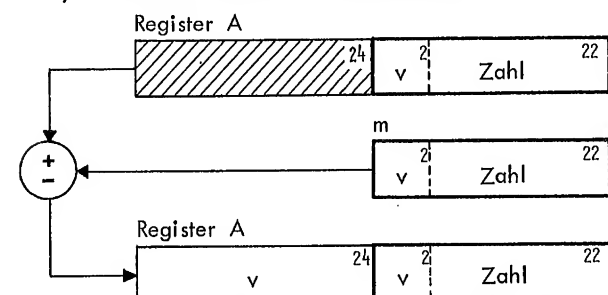 Register A
24 v 2 Zahl 22
m
v 2 Zahl 22
+
−
Register A
v 24 v 2 Zahl 22